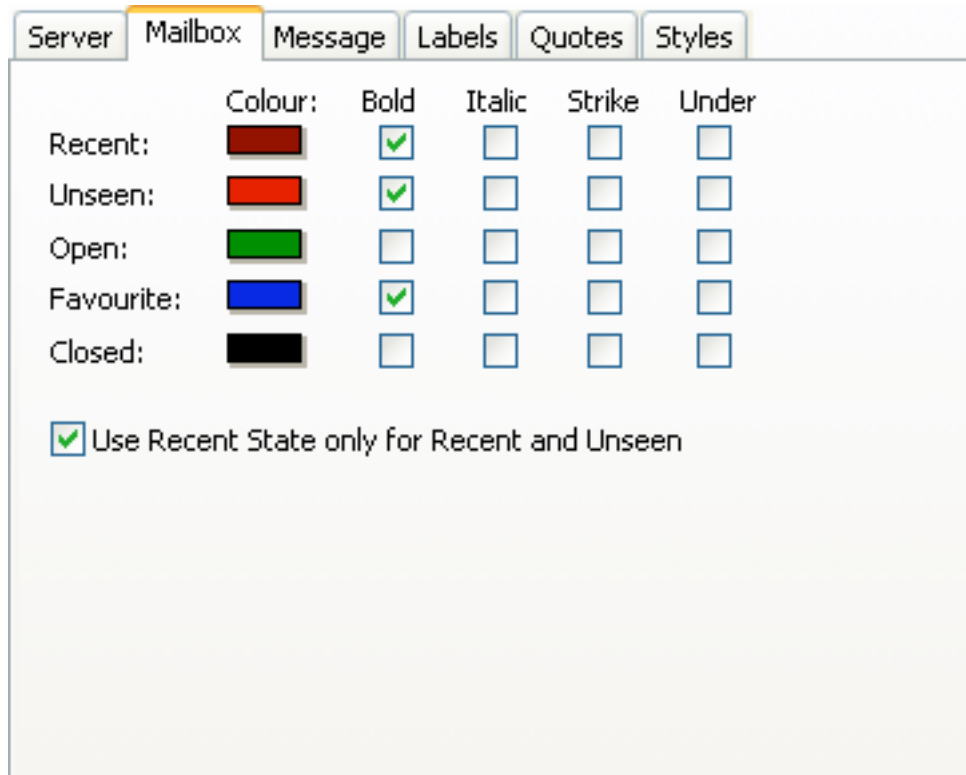 Server Mailbox Message Labels Quotes Styles
Colour: Bold Italic Strike Under
Recent:
Unseen:
Open:
Favourite:
Closed:
Use Recent State only for Recent and Unseen